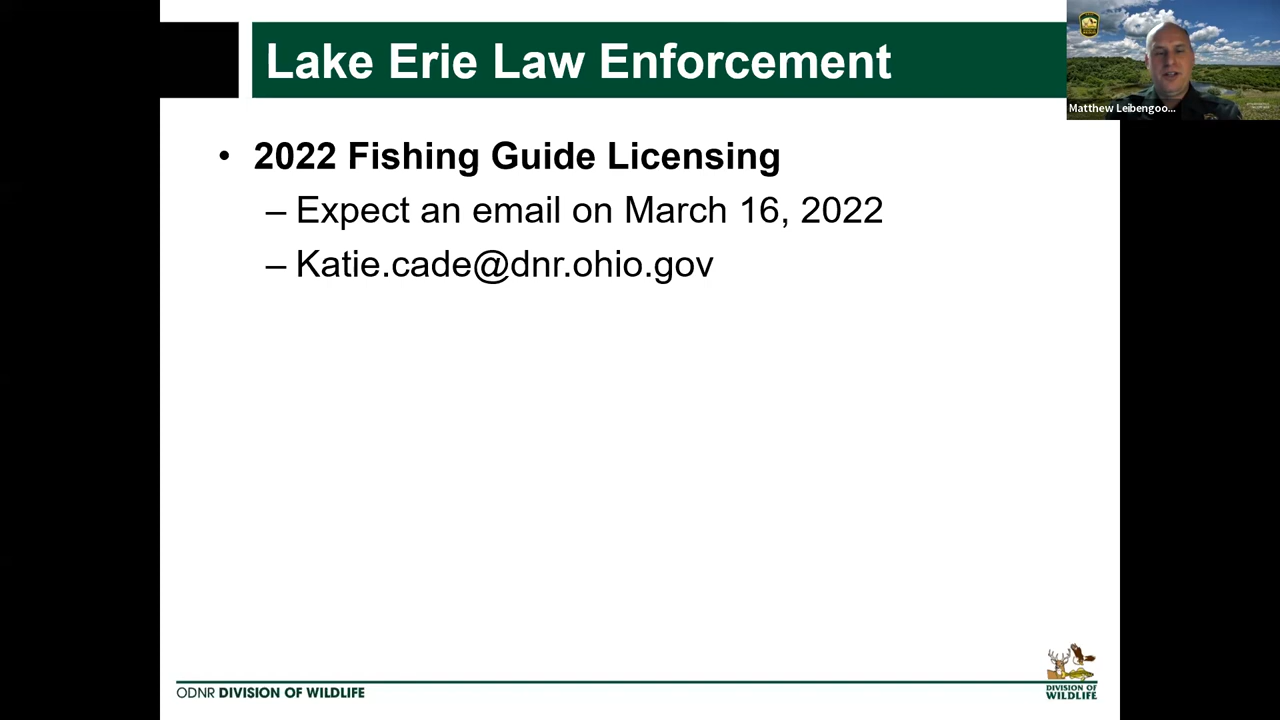 Lake Erie Law Enforcement
Matthew Leibengoo...
• 2022 Fishing Guide Licensing
– Expect an email on March 16, 2022
– Katie.cade@dnr.ohio.gov
ODNR DIVISION OF WILDLIFE
DIVISION OF
WILDLIFE